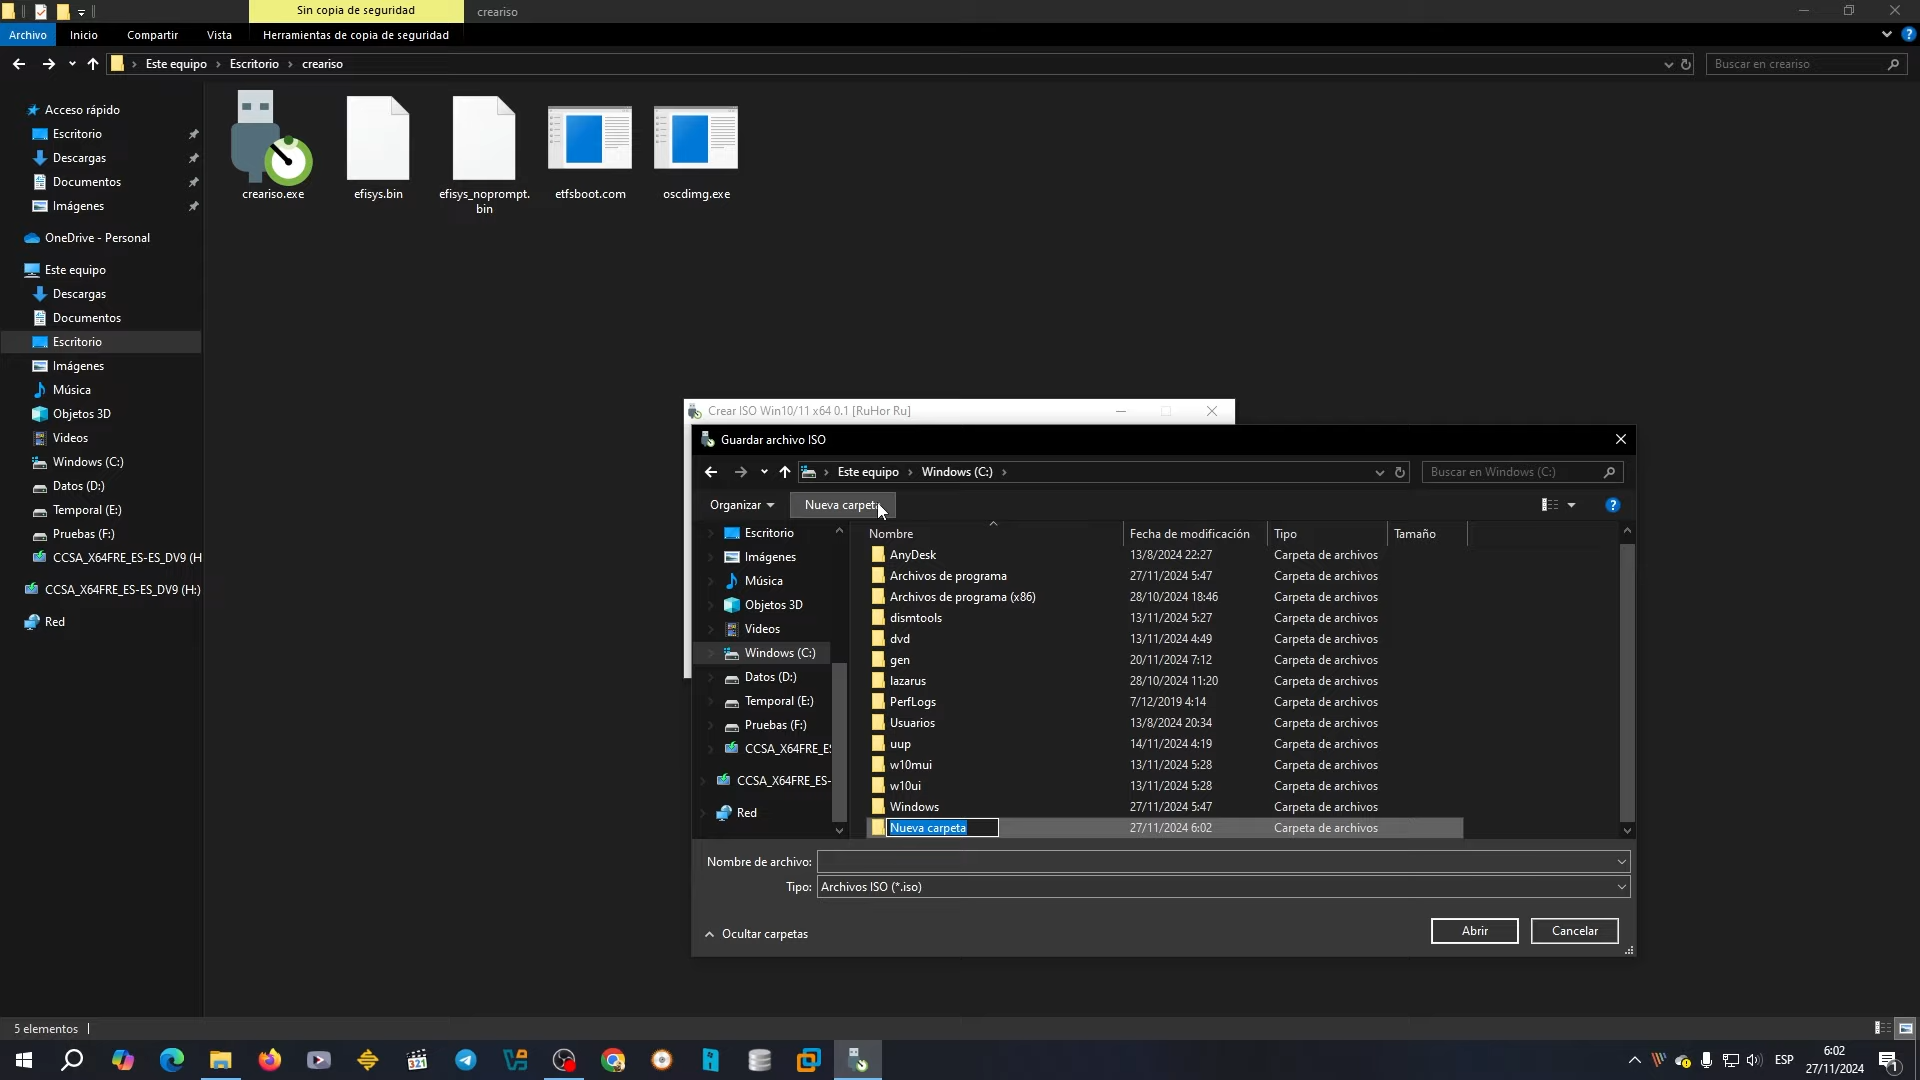 Sin copia de seguridad
creariso
Archivo
Inicio
Compartir
Vista
Herramientas de copia de seguridad
Este equipo
Escritorio
creariso
Buscar en creariso
Acceso rápido
Escritorio
Descargas
Documentos
Imágenes
OneDrive - Personal
Este equipo
Descargas
Documentos
Escritorio
Imágenes
Música
Objetos 3D
Videos
Windows (C:)
Datos (D:)
Temporal (E:)
Pruebas (F:)
CCSA_X64FRE_ES-ES_DV9 (H
CCSA_X64FRE_ES-ES_DV9 (H:)
Red
creariso.exe
efisys.bin
efisys_noprompt.
bin
etfsboot.com
oscdimg.exe
Crear ISO Win10/11 x64 0.1 [RuHor Ru]
Guardar archivo ISO
Este equipo
Windows (C:)
Buscar en Windows (C:)
Organizar
Nueva carpeta
Escritorio
Imágenes
Música
Objetos 3D
Videos
Windows (C:)
Datos (D:)
Temporal (E:)
Pruebas (F:)
CCSA_X64FRE_ES
CCSA_X64FRE_ES-
Red
Nombre Fecha de modificación Tipo Tamaño
AnyDesk 13/8/2024 22:27 Carpeta de archivos
Archivos de programa 27/11/2024 5:47 Carpeta de archivos
Archivos de programa (x86) 28/10/2024 18:46 Carpeta de archivos
dismtools 13/11/2024 5:27 Carpeta de archivos
dvd 13/11/2024 4:49 Carpeta de archivos
gen 20/11/2024 7:12 Carpeta de archivos
lazarus 28/10/2024 11:20 Carpeta de archivos
PerfLogs 7/12/2019 4:14 Carpeta de archivos
Usuarios 13/8/2024 20:34 Carpeta de archivos
uup 14/11/2024 4:19 Carpeta de archivos
w10mui 13/11/2024 5:28 Carpeta de archivos
w10ui 13/11/2024 5:28 Carpeta de archivos
Windows 27/11/2024 5:47 Carpeta de archivos
Nueva carpeta 27/11/2024 6:02 Carpeta de archivos
Nombre de archivo:
Tipo: Archivos ISO (*.iso)
Ocultar carpetas
Abrir
Cancelar
5 elementos
321
ESP
6:02
27/11/2024
1